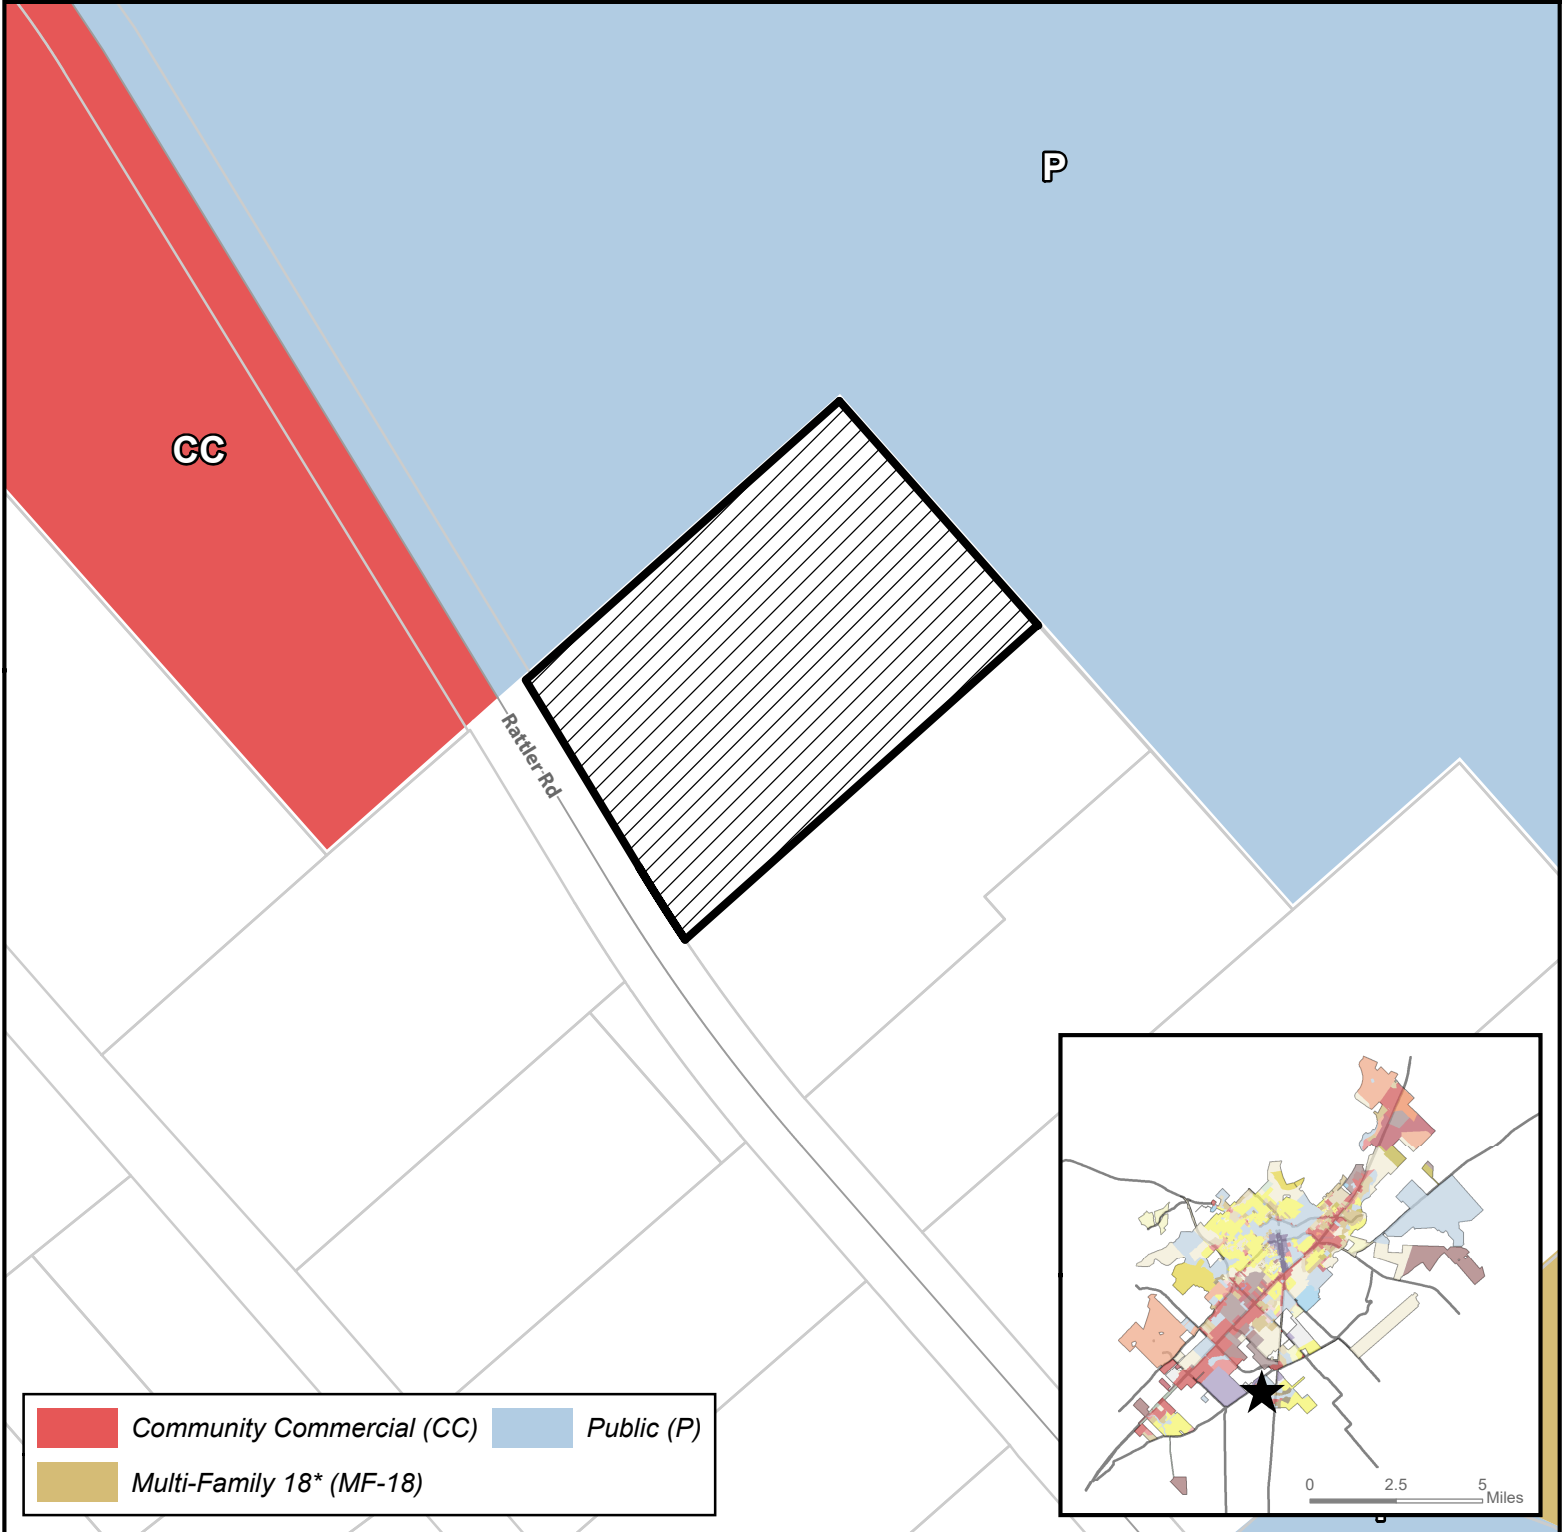 P
CC
Rattler Rd
Community Commercial (CC)
Public (P)
Multi-Family 18* (MF-18)
0 2.5 5
Miles